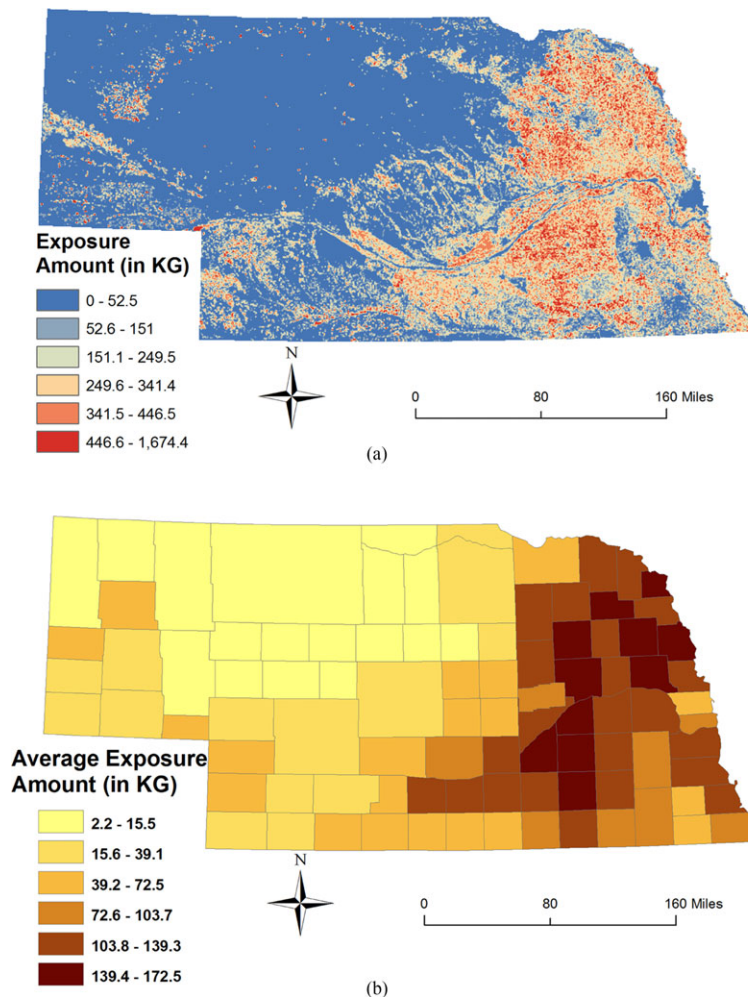 Exposure
Amount (in KG)
0 - 52.5
52.6 - 151
151.1 - 249.5
249.6 - 341.4
341.5 - 446.5
446.6 - 1,674.4
N
0 80 160 Miles
(a)
Average Exposure
Amount (in KG)
2.2 - 15.5
15.6 - 39.1
39.2 - 72.5
72.6 - 103.7
103.8 - 139.3
139.4 - 172.5
N
0 80 160 Miles
(b)